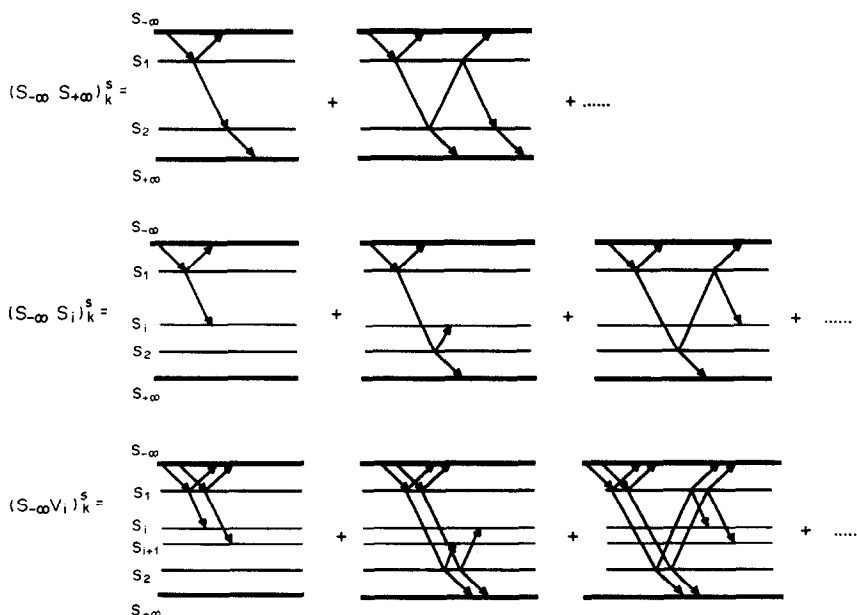 S₋∞
S₁
(S₋∞ S₊∞)ˢₖ = + + ......
S₂
S₊∞
S₋∞
S₁
(S₋∞ Sᵢ)ˢₖ = + + + ......
Sᵢ
S₂
S₊∞
S₋∞
S₁
(S₋∞ Vᵢ)ˢₖ = + + + ......
Sᵢ
Sᵢ₊₁
S₂
S₊∞